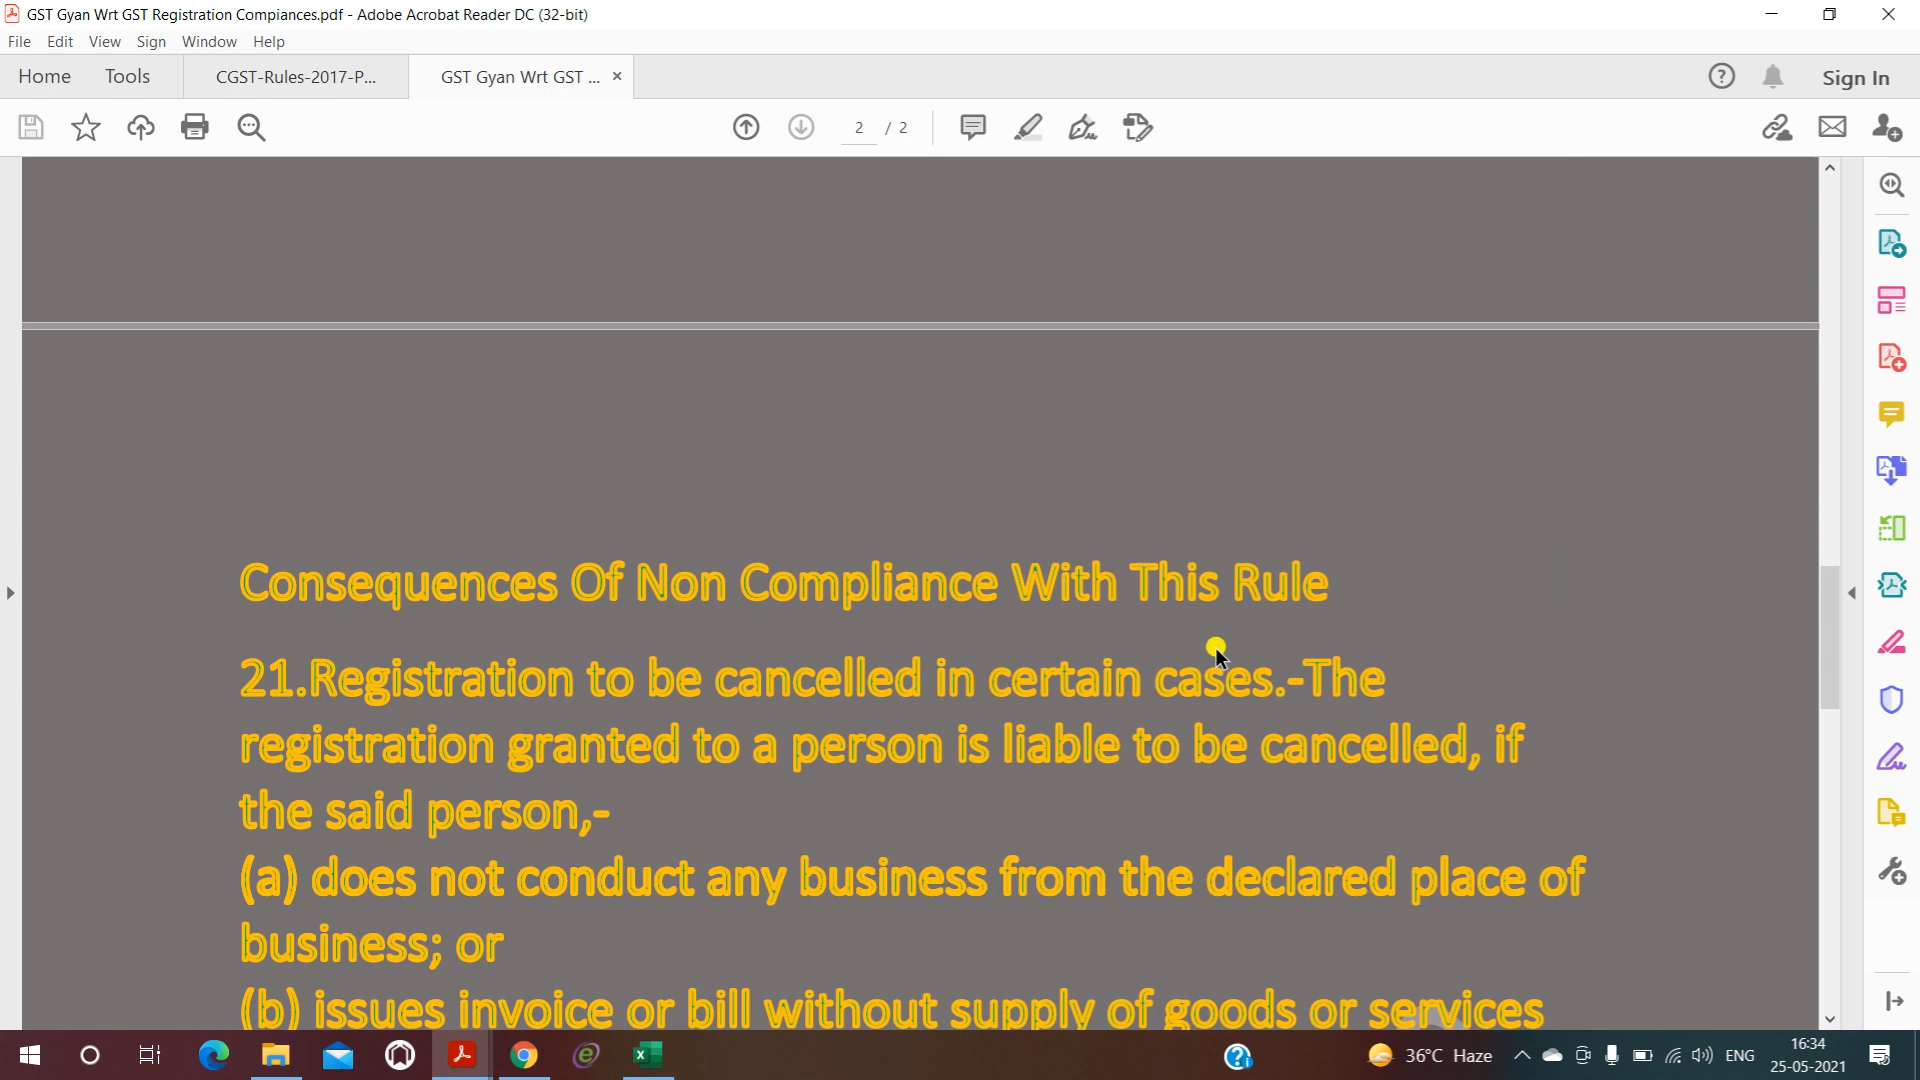 GST Gyan Wrt GST Registration Compiances.pdf - Adobe Acrobat Reader DC (32-bit)
File Edit View Sign Window Help
Home Tools CGST-Rules-2017-P... GST Gyan Wrt GST ... × Sign In
2 / 2
Consequences Of Non Compliance With This Rule
21.Registration to be cancelled in certain cases.-The
registration granted to a person is liable to be cancelled, if
the said person,-
(a) does not conduct any business from the declared place of
business; or
(b) issues invoice or bill without supply of goods or services
36°C Haze ENG 16:34
25-05-2021